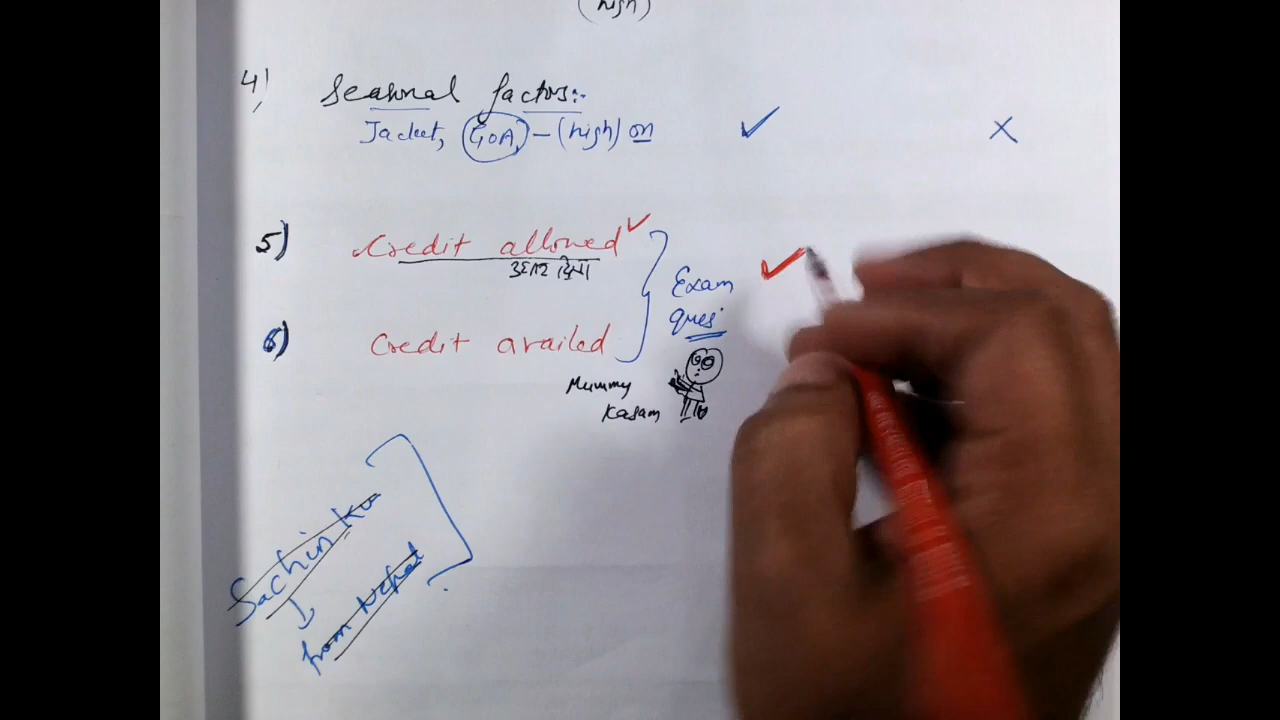 (high)
4) Seasonal factors:-
Jacket, GOA, - (high) on ✓ ×
5) Credit allowed ✓
उधार दिया
Exam ✓
Ques.
6) Credit availed
Mummy
Kasam
Sachin
↓
from Nepal